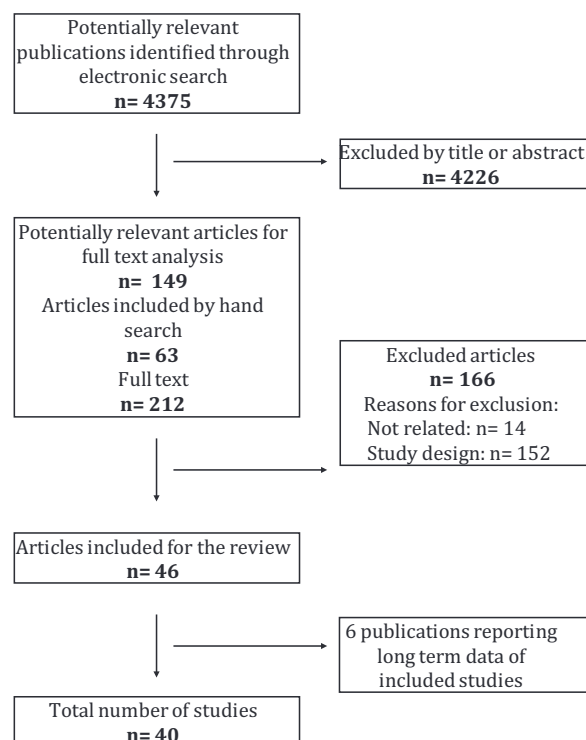 Potentially relevant
publications identified through
electronic search
n= 4375
Excluded by title or abstract
n= 4226
Potentially relevant articles for
full text analysis
n= 149
Articles included by hand
search
n= 63
Full text
n= 212
Excluded articles
n= 166
Reasons for exclusion:
Not related: n= 14
Study design: n= 152
Articles included for the review
n= 46
6 publications reporting
long term data of
included studies
Total number of studies
n= 40